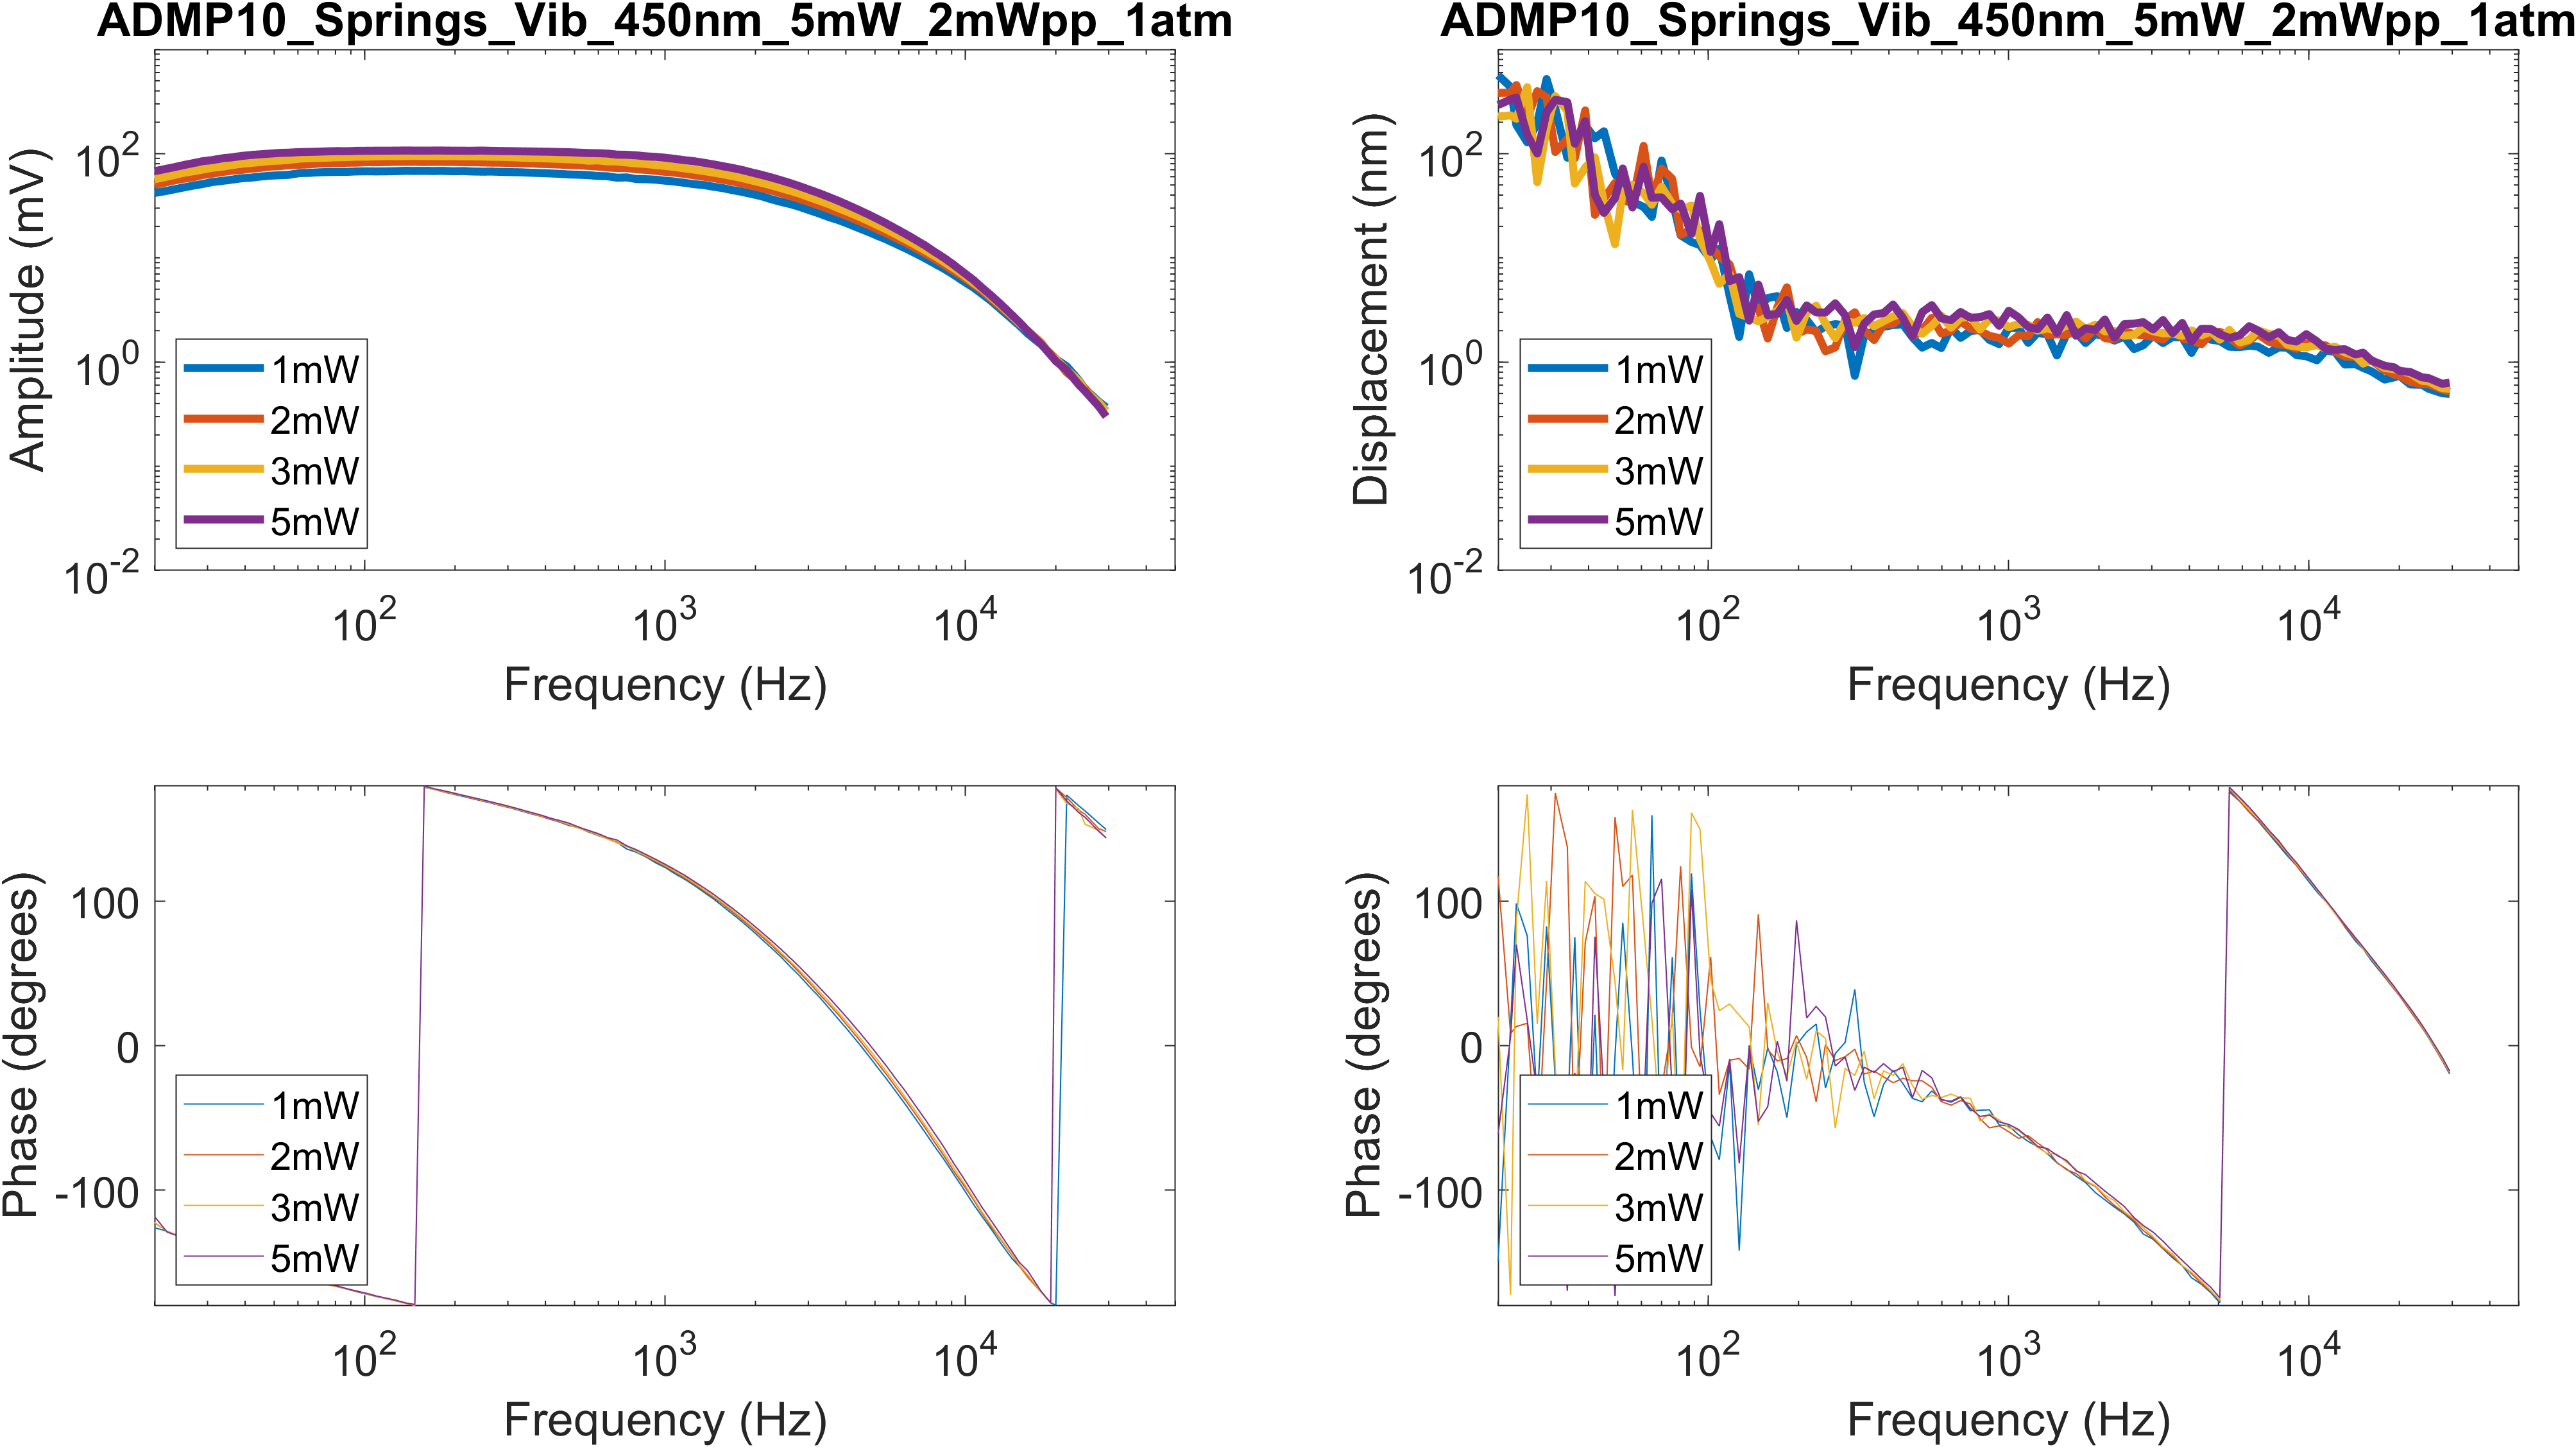 ADMP10_Springs_Vib_450nm_5mW_2mWpp_1atm
Amplitude (mV)
10^2
10^0
10^-2
1mW
2mW
3mW
5mW
10^2 10^3 10^4
Frequency (Hz)
ADMP10_Springs_Vib_450nm_5mW_2mWpp_1atm
Displacement (nm)
10^2
10^0
10^-2
1mW
2mW
3mW
5mW
10^2 10^3 10^4
Frequency (Hz)
Phase (degrees)
100
0
-100
1mW
2mW
3mW
5mW
10^2 10^3 10^4
Frequency (Hz)
Phase (degrees)
100
0
-100
1mW
2mW
3mW
5mW
10^2 10^3 10^4
Frequency (Hz)